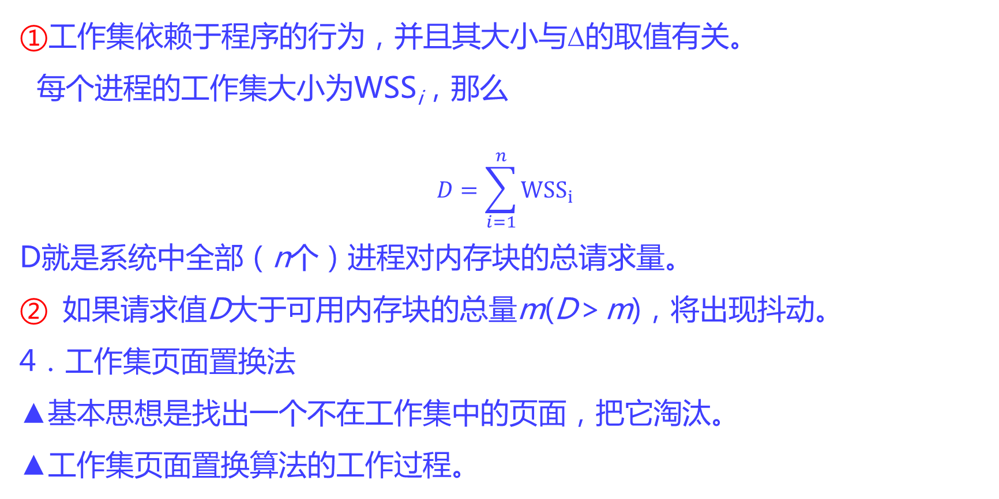 ①工作集依赖于程序的行为，并且其大小与Δ的取值有关。
每个进程的工作集大小为WSSi，那么
D = ∑_{i=1}^{n} WSS_i
D就是系统中全部（n个）进程对内存块的总请求量。
② 如果请求值D大于可用内存块的总量m(D > m)，将出现抖动。
4．工作集页面置换法
▲基本思想是找出一个不在工作集中的页面，把它淘汰。
▲工作集页面置换算法的工作过程。